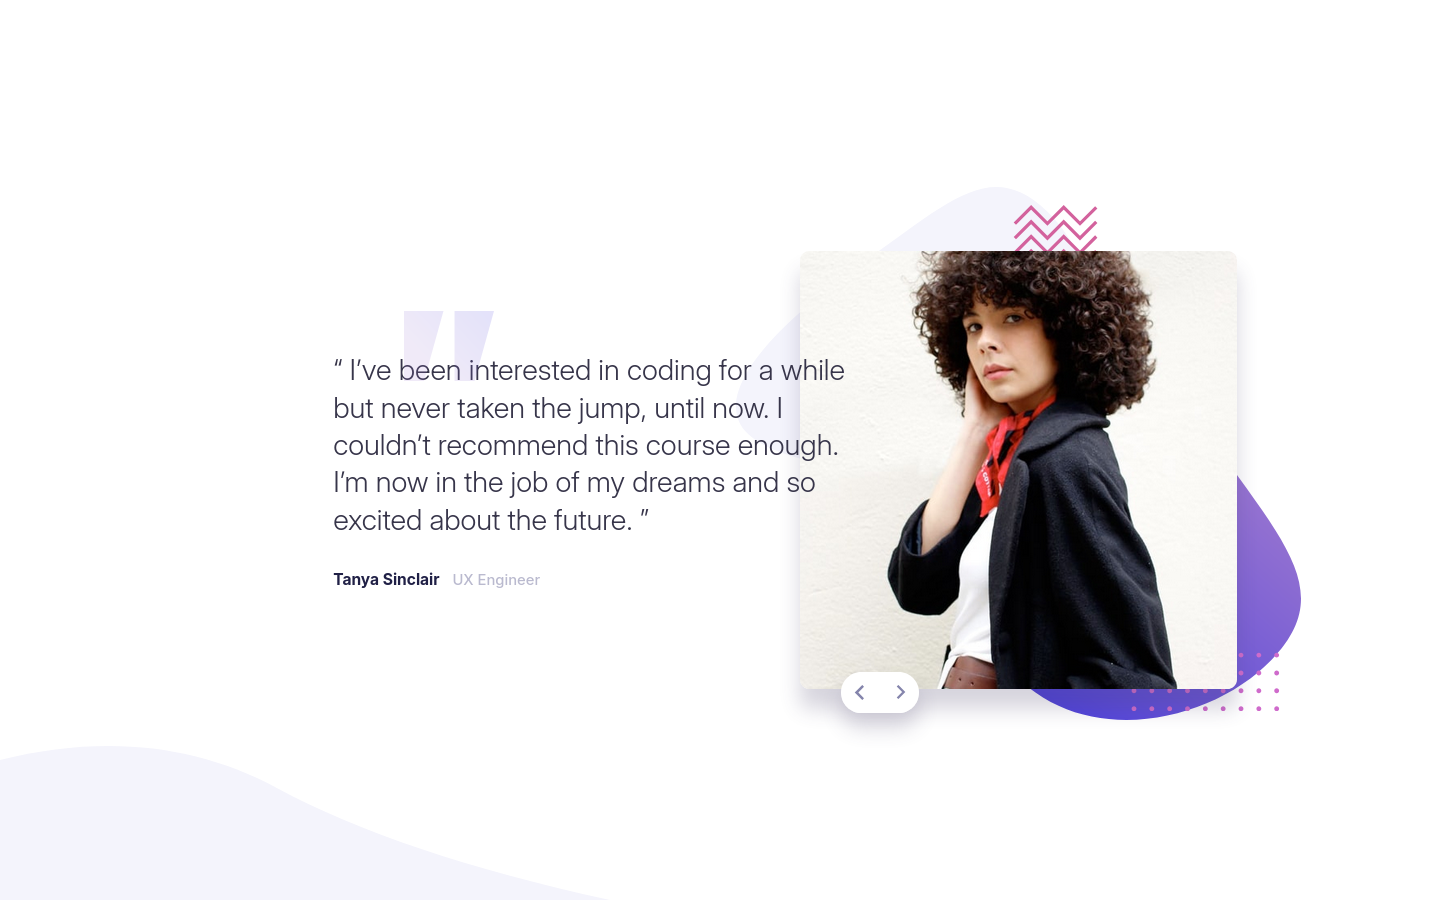 “ I’ve been interested in coding for a while
but never taken the jump, until now. I
couldn’t recommend this course enough.
I’m now in the job of my dreams and so
excited about the future. ”
Tanya Sinclair UX Engineer